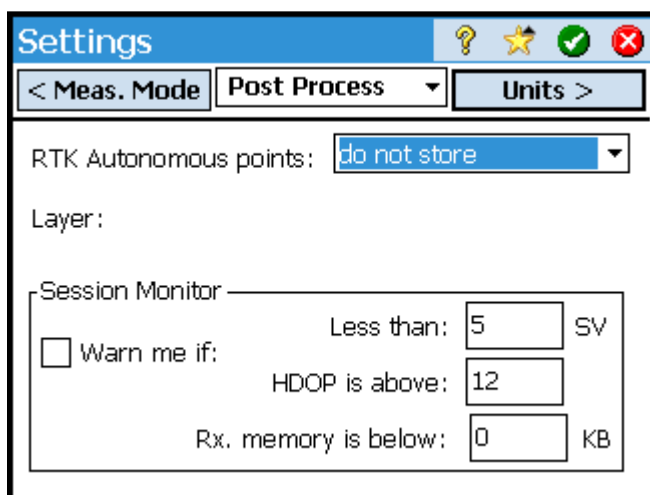 Settings
< Meas. Mode Post Process Units >
RTK Autonomous points: do not store
Layer:
Session Monitor
Less than: 5 SV
Warn me if:
HDOP is above: 12
Rx. memory is below: 0 KB